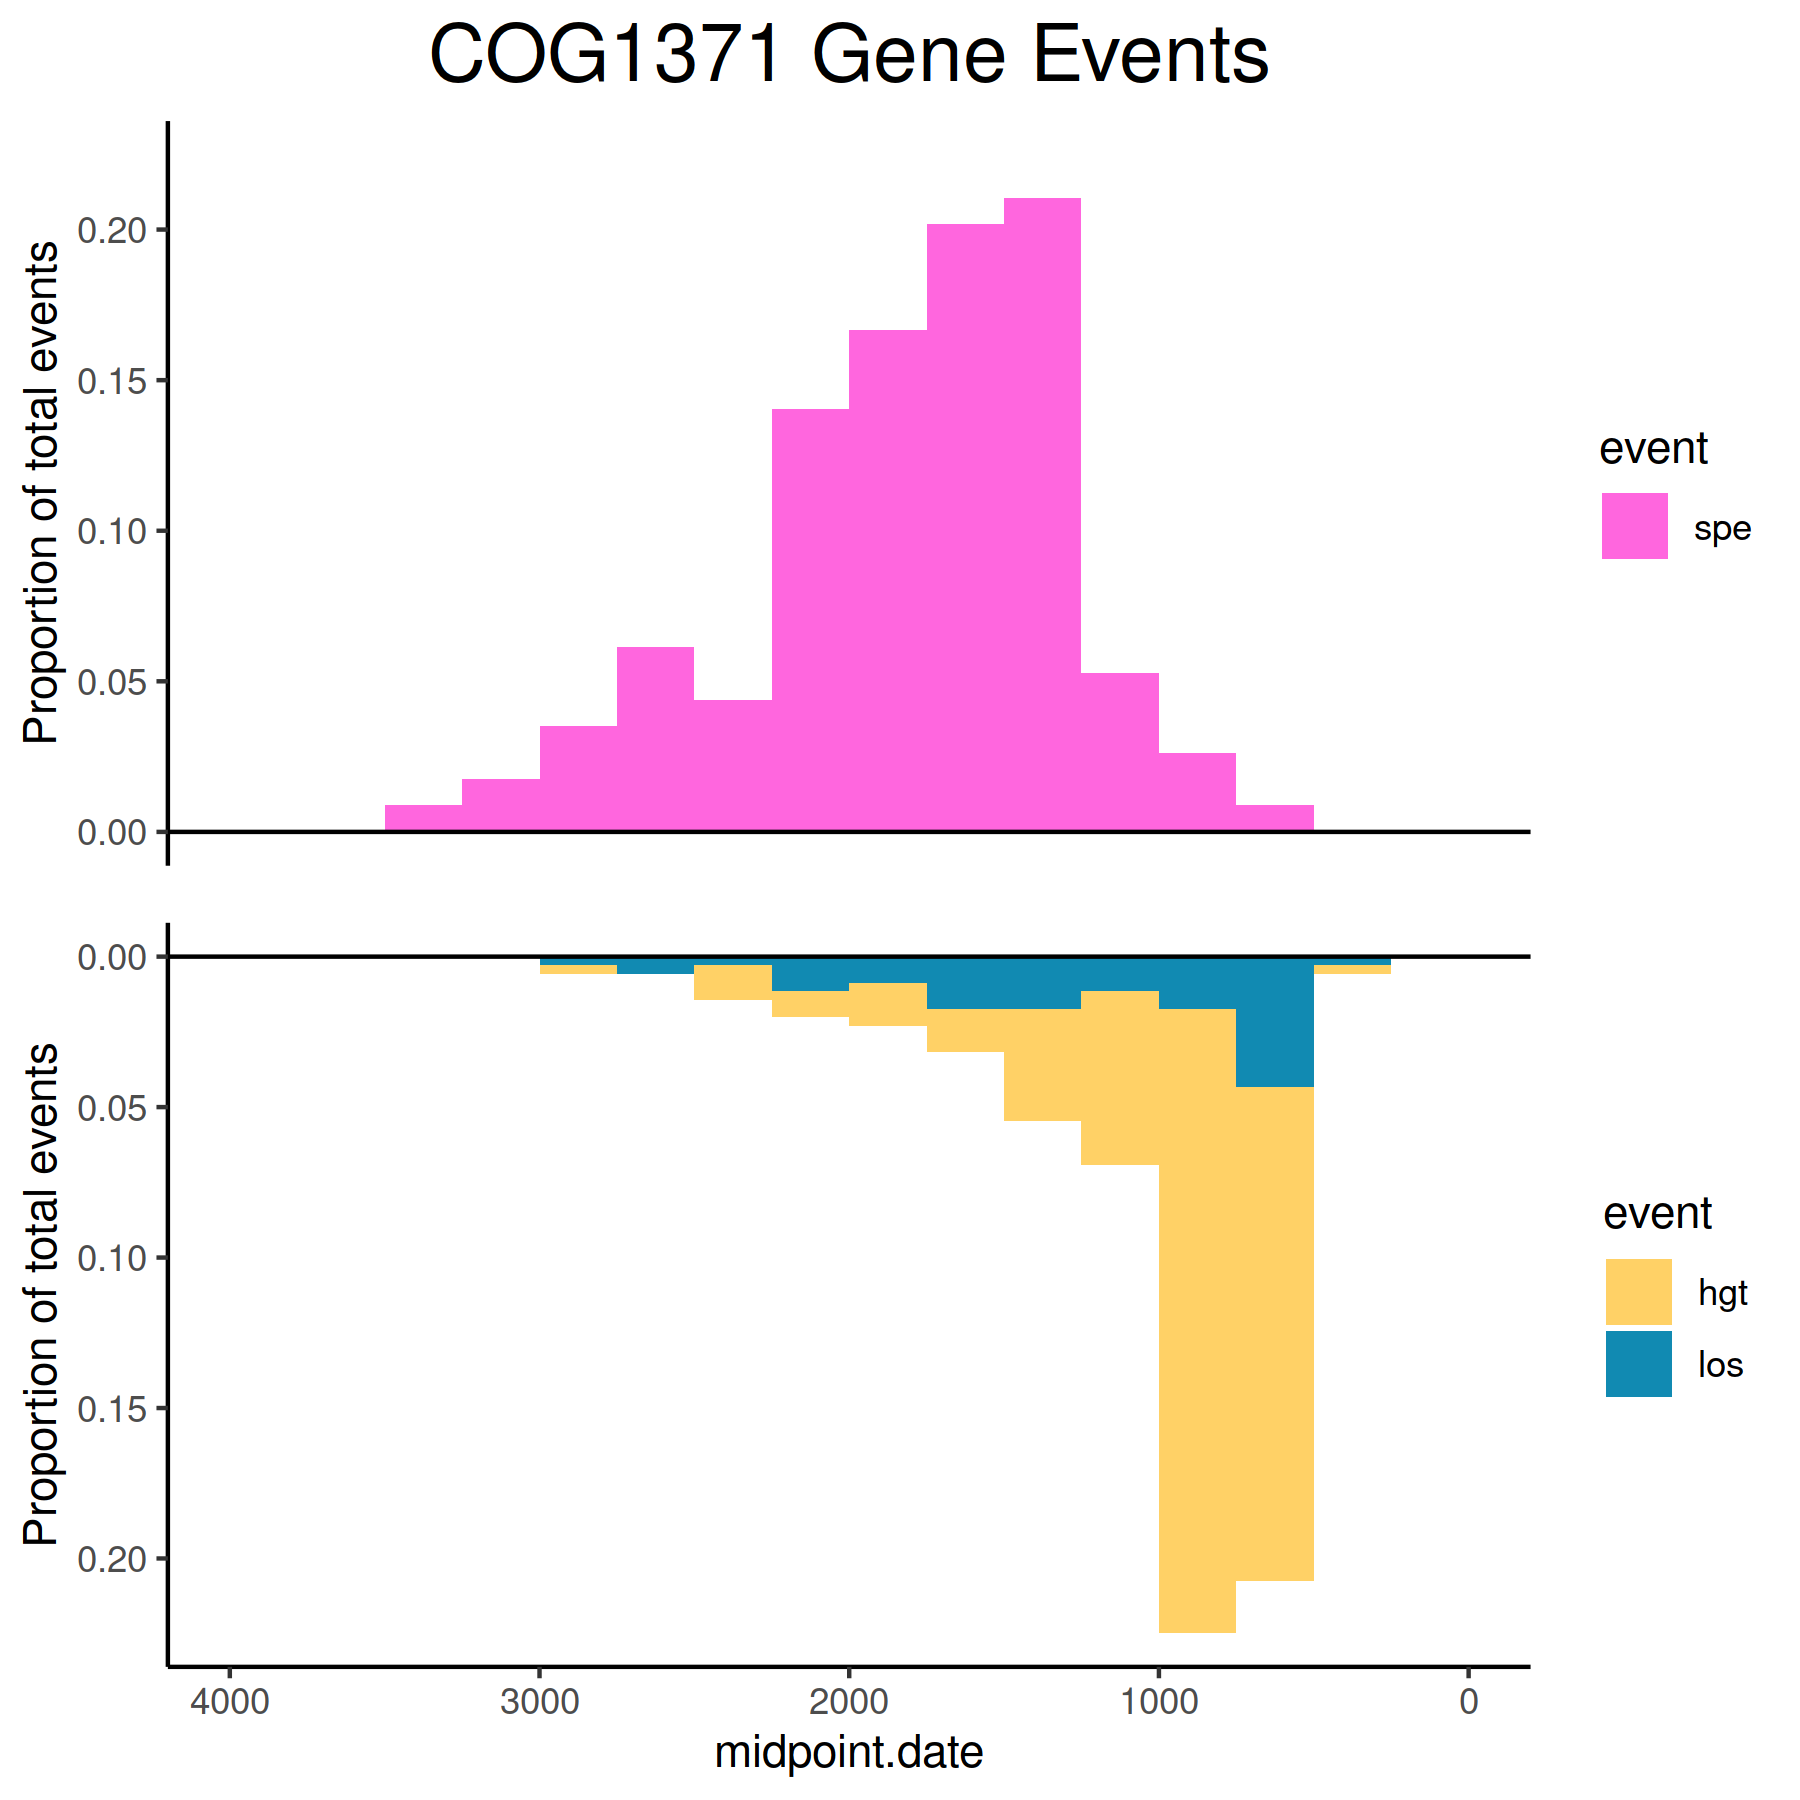 COG1371 Gene Events
Proportion of total events
0.20
0.15
0.10
0.05
0.00
event
spe
Proportion of total events
0.00
0.05
0.10
0.15
0.20
event
hgt
los
4000 3000 2000 1000 0
midpoint.date